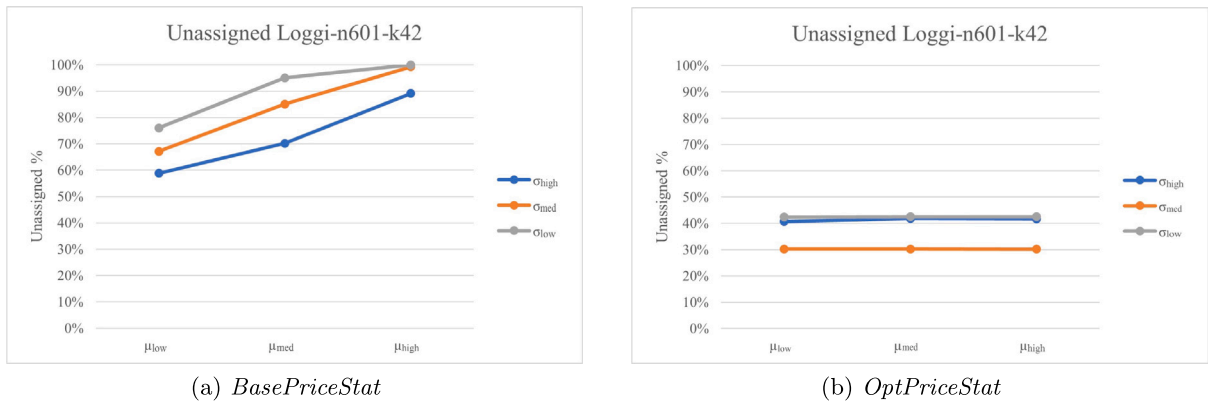 Unassigned Loggi-n601-k42
100%
90%
80%
70%
60%
50%
40%
30%
20%
10%
0%
Unassigned %
μlow
μmed
μhigh
σhigh
σmed
σlow
(a) BasePriceStat
Unassigned Loggi-n601-k42
100%
90%
80%
70%
60%
50%
40%
30%
20%
10%
0%
Unassigned %
μlow
μmed
μhigh
σhigh
σmed
σlow
(b) OptPriceStat